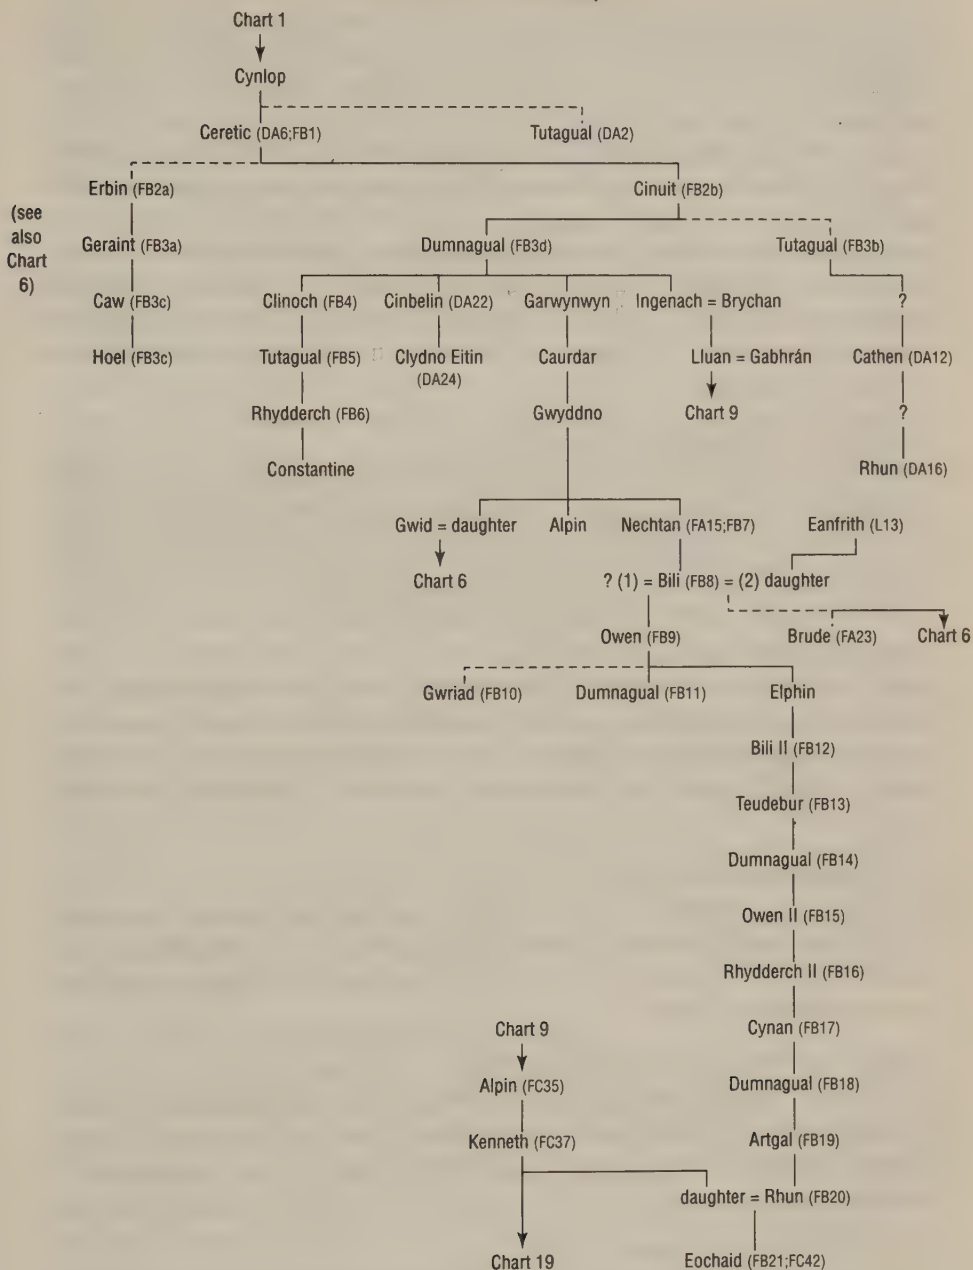 Chart 1
Cynlop
Ceretic (DA6;FB1) Tutagual (DA2)
Erbin (FB2a) Cinuit (FB2b)
(see
also
Chart
6)
Geraint (FB3a) Dumnagual (FB3d) Tutagual (FB3b)
Caw (FB3c) Clinoch (FB4) Cinbelin (DA22) Garwynwyn Ingenach = Brychan ?
Hoel (FB3c) Tutagual (FB5) Clydno Eitin Caurdar Lluan = Gabhrán Cathen (DA12)
(DA24)
Rhydderch (FB6) Gwyddno Chart 9 ?
Constantine Rhun (DA16)
Gwid = daughter Alpin Nechtan (FA15;FB7) Eanfrith (L13)
Chart 6 ? (1) = Bili (FB8) = (2) daughter
Owen (FB9) Brude (FA23) Chart 6
Gwriad (FB10) Dumnagual (FB11) Elphin
Bili II (FB12)
Teudebur (FB13)
Dumnagual (FB14)
Owen II (FB15)
Rhydderch II (FB16)
Chart 9 Cynan (FB17)
Alpin (FC35) Dumnagual (FB18)
Kenneth (FC37) Artgal (FB19)
daughter = Rhun (FB20)
Chart 19 Eochaid (FB21;FC42)